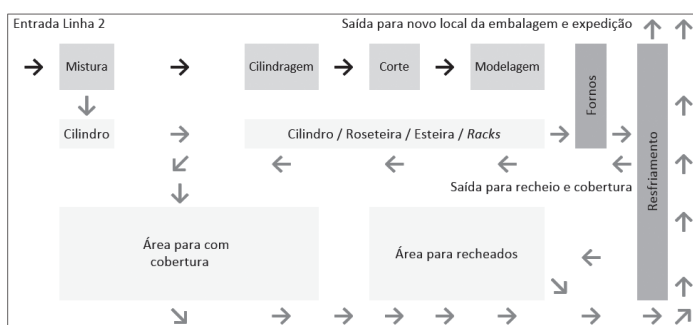 Entrada Linha 2
Saída para novo local da embalagem e expedição
Mistura
Cilindragem
Corte
Modelagem
Fornos
Cilindro
Cilindro / Roseteira / Esteira / Racks
Resfriamento
Saída para recheio e cobertura
Área para com
cobertura
Área para recheados